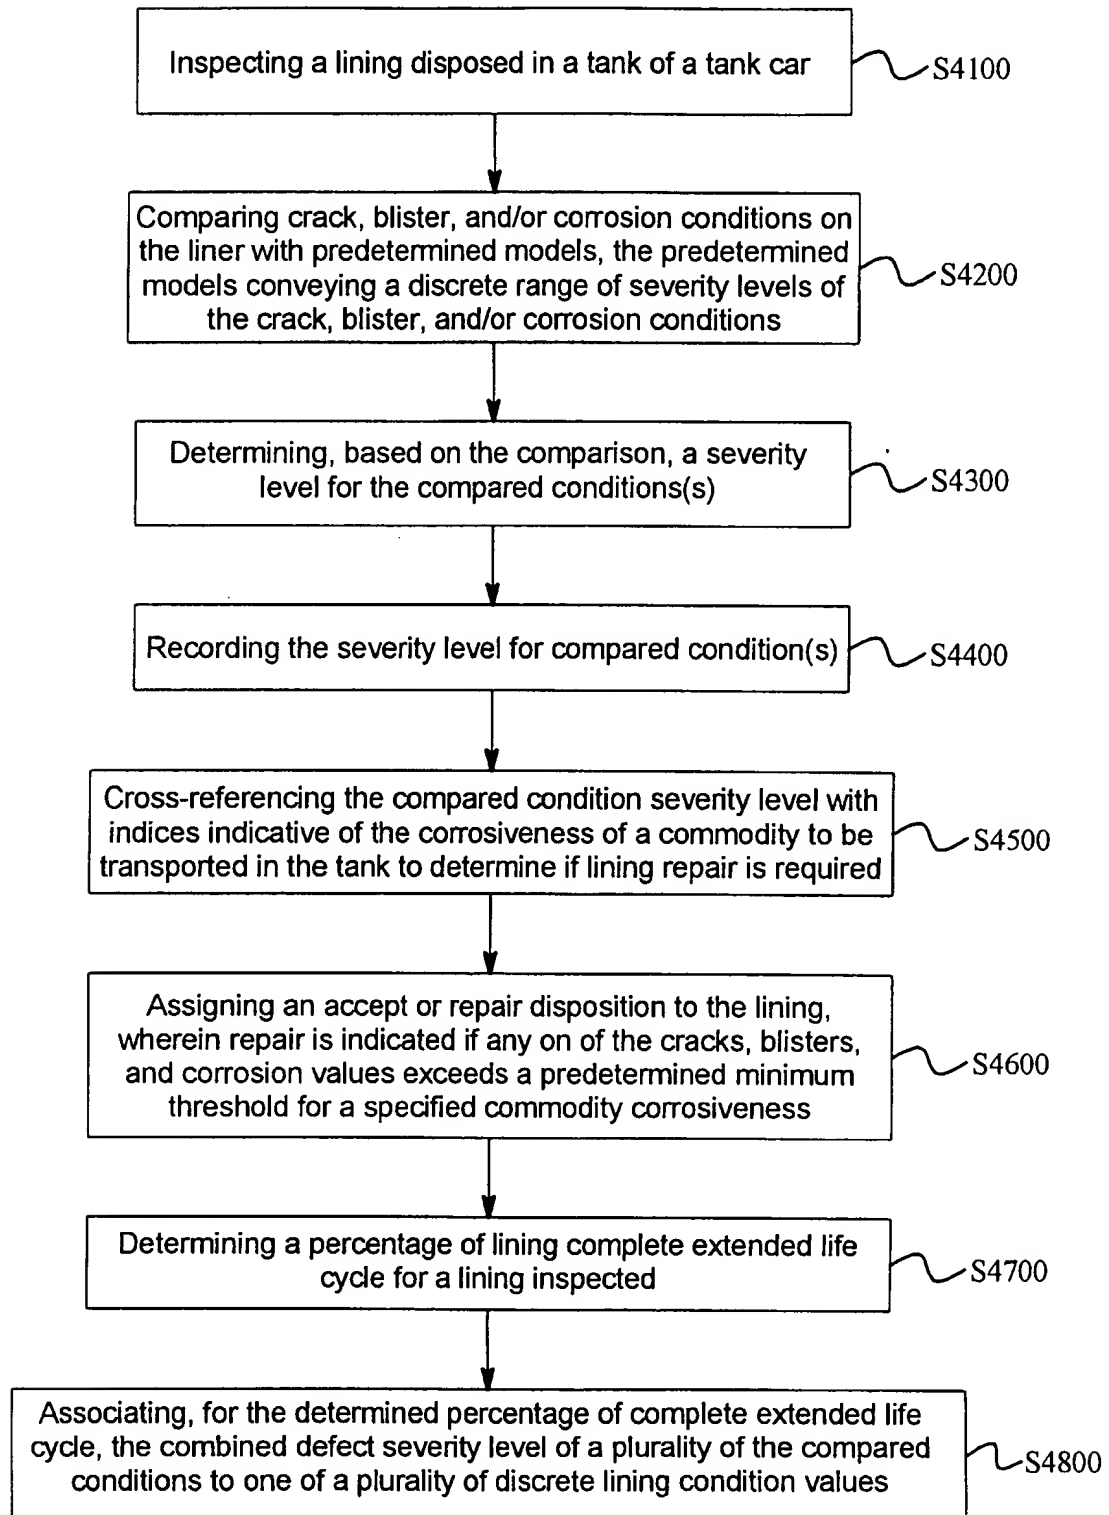 Inspecting a lining disposed in a tank of a tank car
S4100
Comparing crack, blister, and/or corrosion conditions on
the liner with predetermined models, the predetermined
models conveying a discrete range of severity levels of
the crack, blister, and/or corrosion conditions
S4200
Determining, based on the comparison, a severity
level for the compared conditions(s)
S4300
Recording the severity level for compared condition(s)
S4400
Cross-referencing the compared condition severity level with
indices indicative of the corrosiveness of a commodity to be
transported in the tank to determine if lining repair is required
S4500
Assigning an accept or repair disposition to the lining,
wherein repair is indicated if any on of the cracks, blisters,
and corrosion values exceeds a predetermined minimum
threshold for a specified commodity corrosiveness
S4600
Determining a percentage of lining complete extended life
cycle for a lining inspected
S4700
Associating, for the determined percentage of complete extended life
cycle, the combined defect severity level of a plurality of the compared
conditions to one of a plurality of discrete lining condition values
S4800